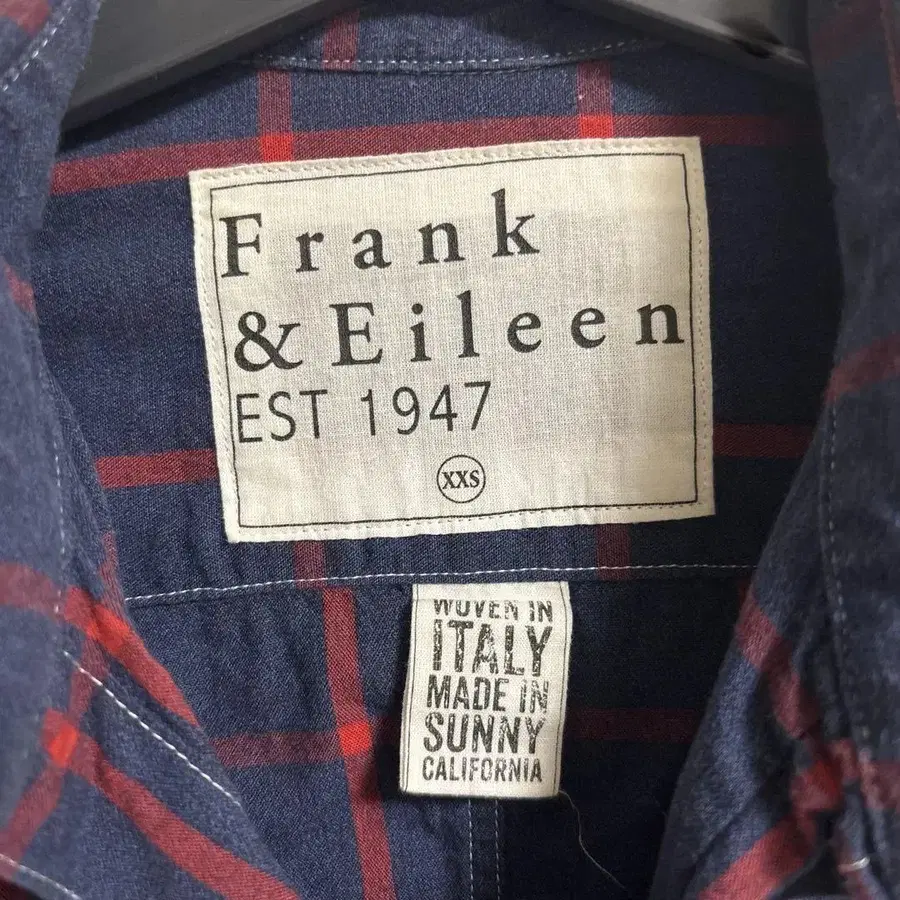 Frank
& Eileen
EST 1947
XXS
WOVEN IN
ITALY
MADE IN
SUNNY
CALIFORNIA